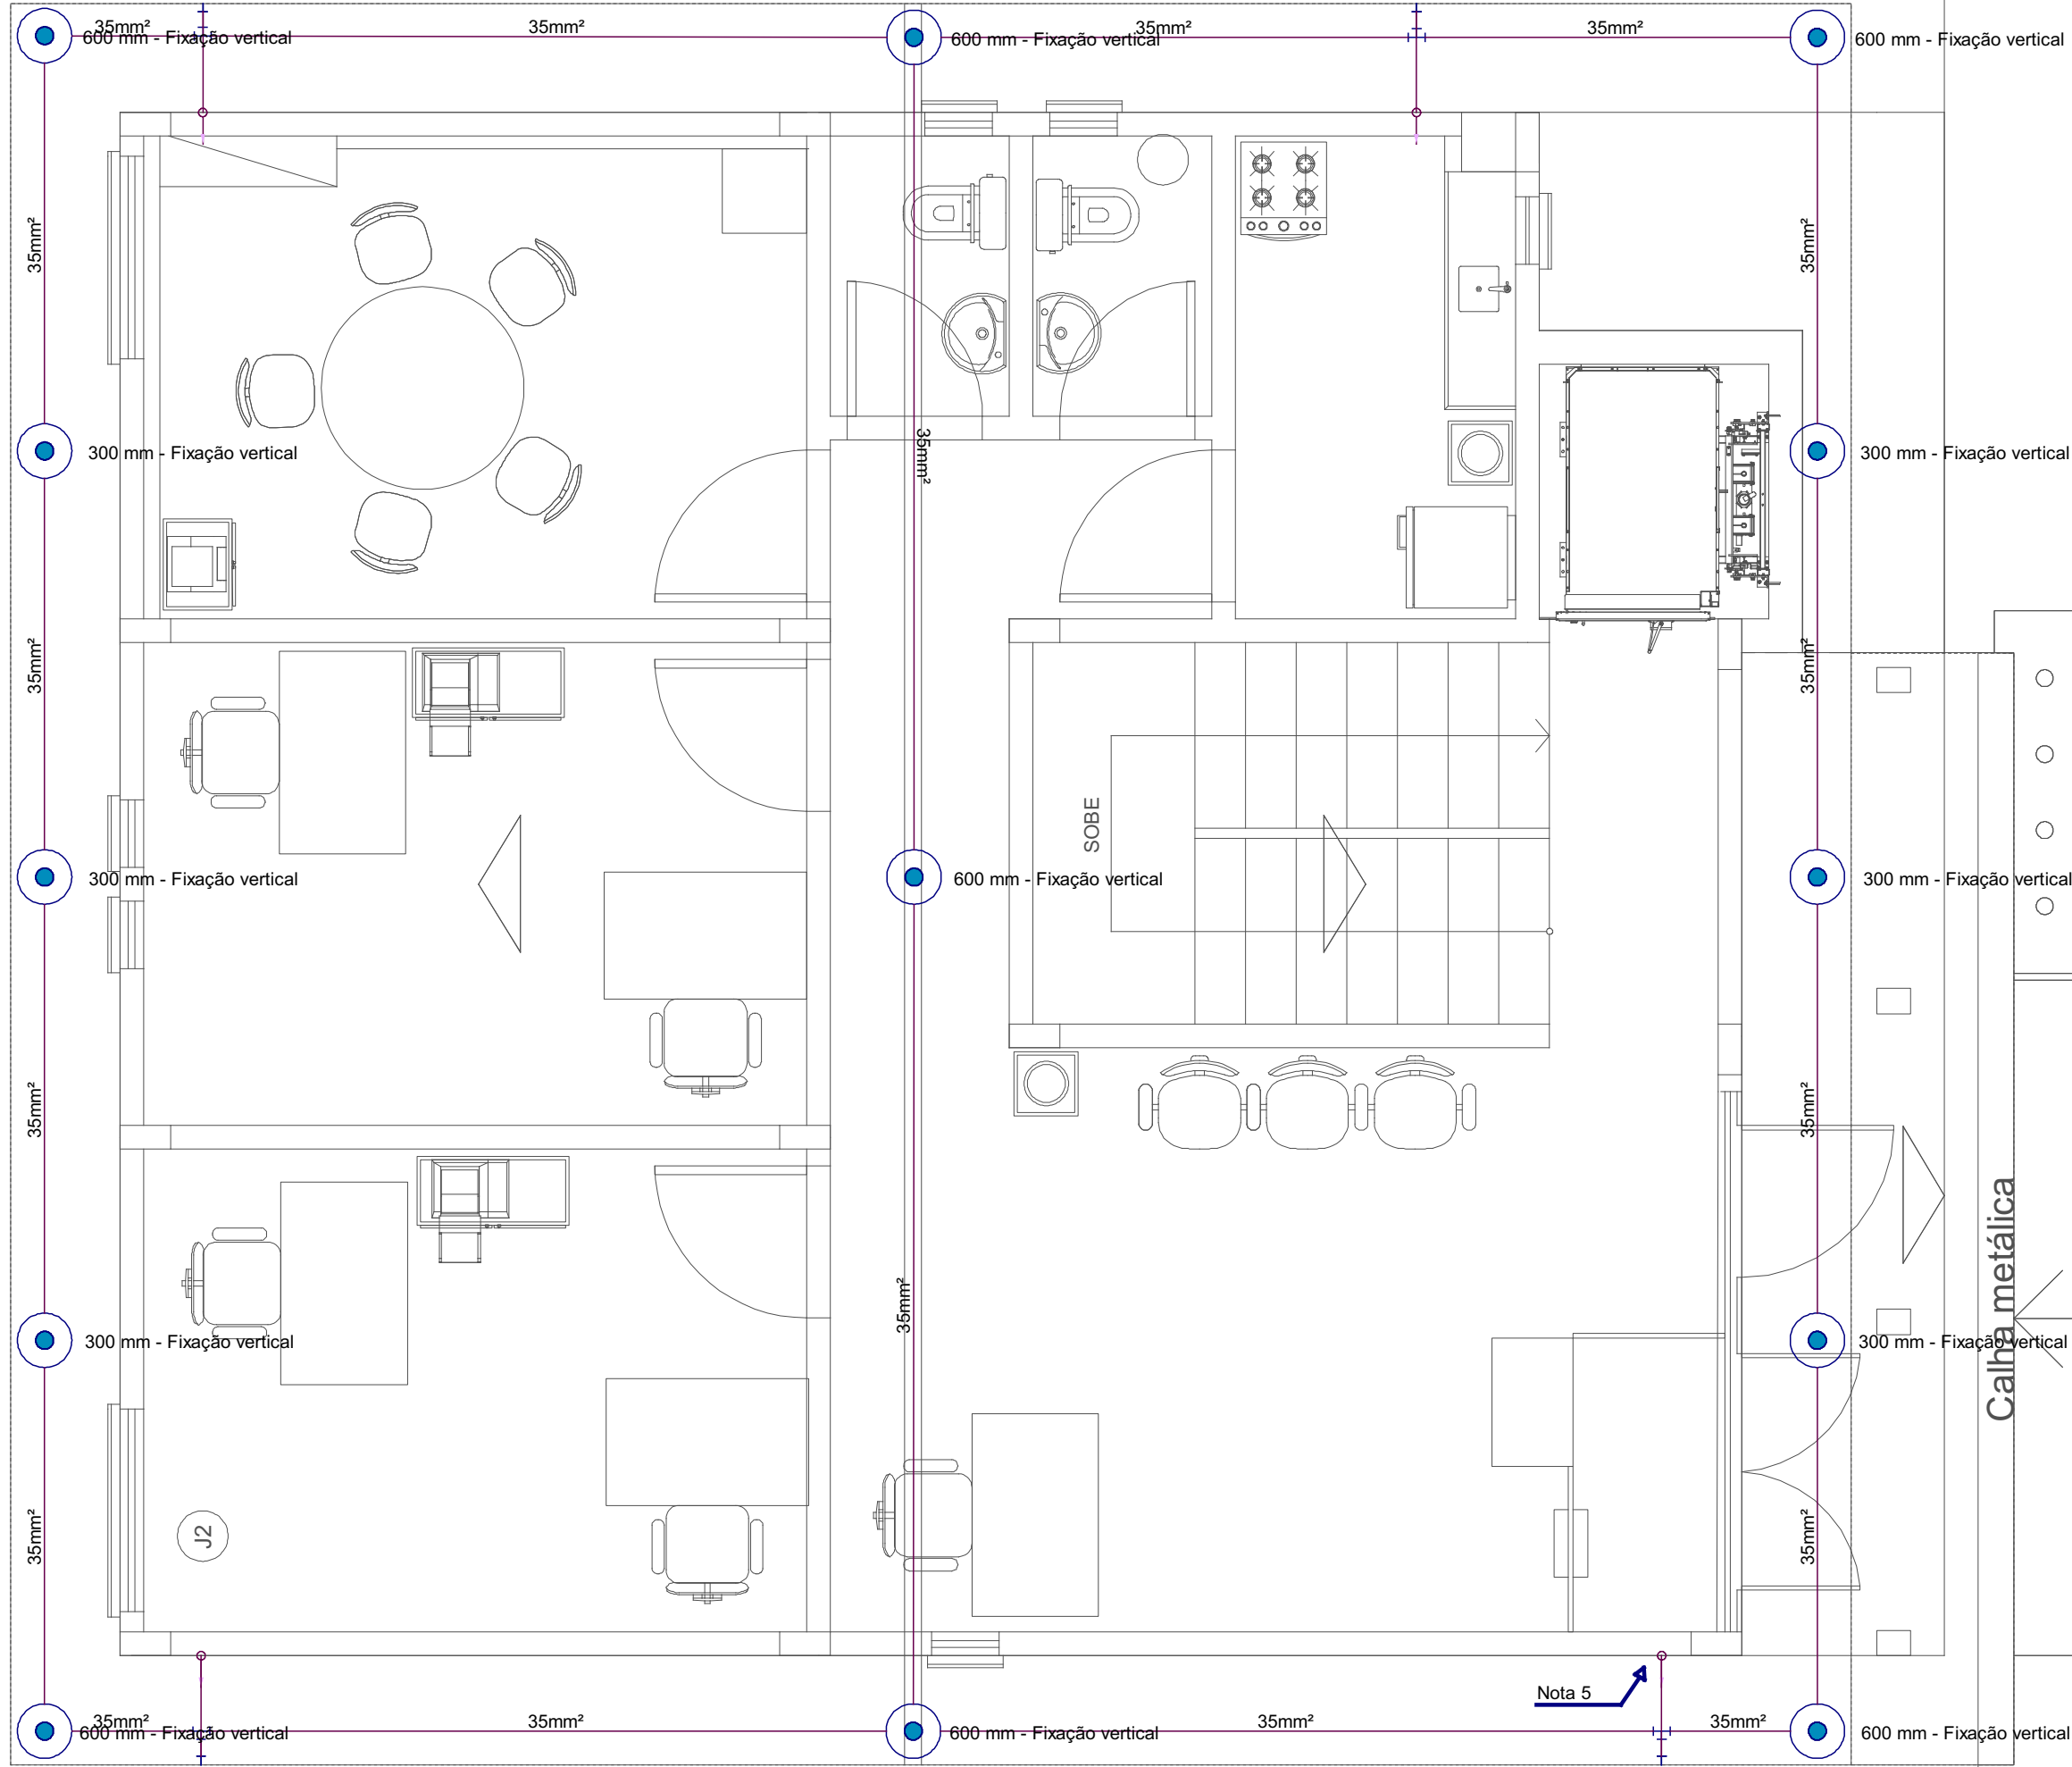 35mm²
35mm²
35mm²
35mm²
600 mm - Fixação vertical
600 mm - Fixação vertical
600 mm - Fixação vertical
35mm²
35mm²
300 mm - Fixação vertical
35mm²
300 mm - Fixação vertical
35mm²
35mm²
SOBE
300 mm - Fixação vertical
600 mm - Fixação vertical
300 mm - Fixação vertical
35mm²
35mm²
Calha metálica
35mm²
300 mm - Fixação vertical
300 mm - Fixação vertical
35mm²
J2
35mm²
Nota 5
35mm²
35mm²
35mm²
35mm²
600 mm - Fixação vertical
600 mm - Fixação vertical
600 mm - Fixação vertical